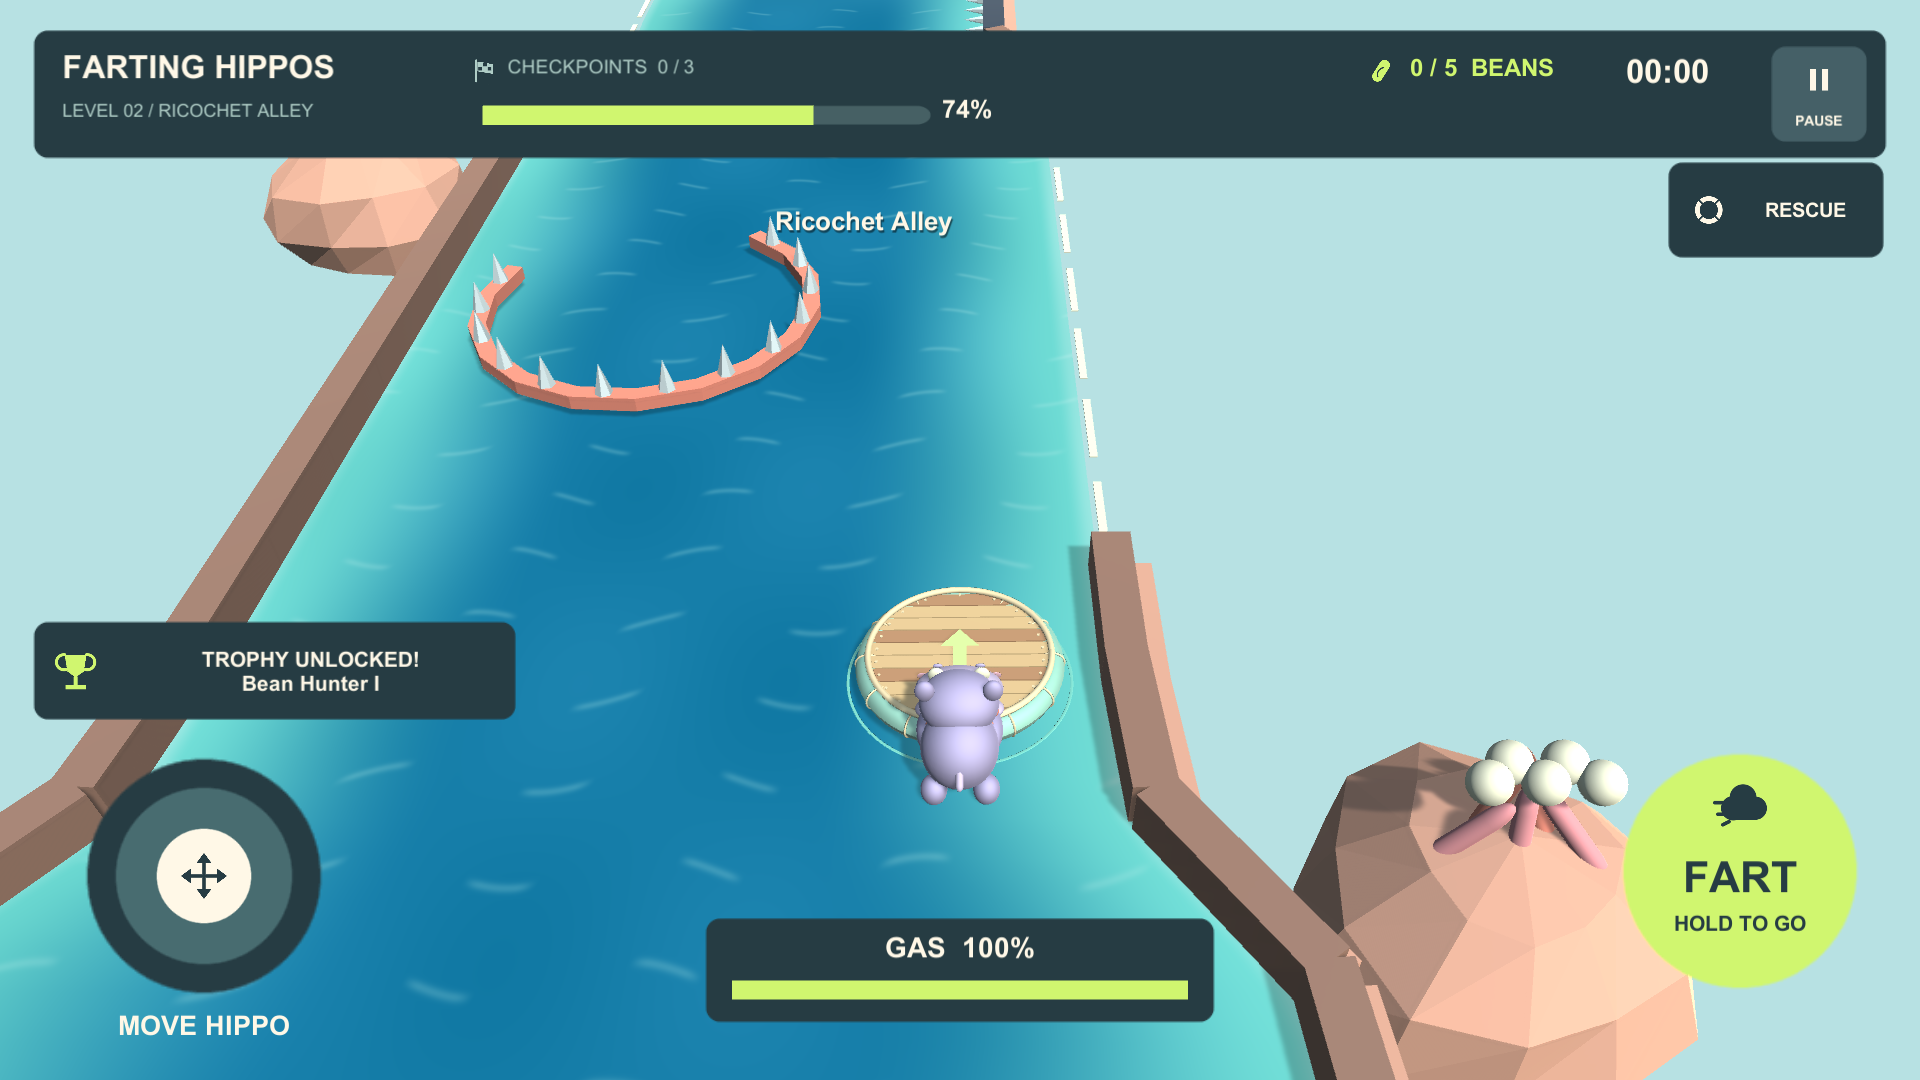 FARTING HIPPOS
LEVEL 02 / RICOCHET ALLEY
CHECKPOINTS 0 / 3
74%
0 / 5 BEANS
00:00
PAUSE
RESCUE
Ricochet Alley
TROPHY UNLOCKED!
Bean Hunter I
MOVE HIPPO
GAS 100%
FART
HOLD TO GO